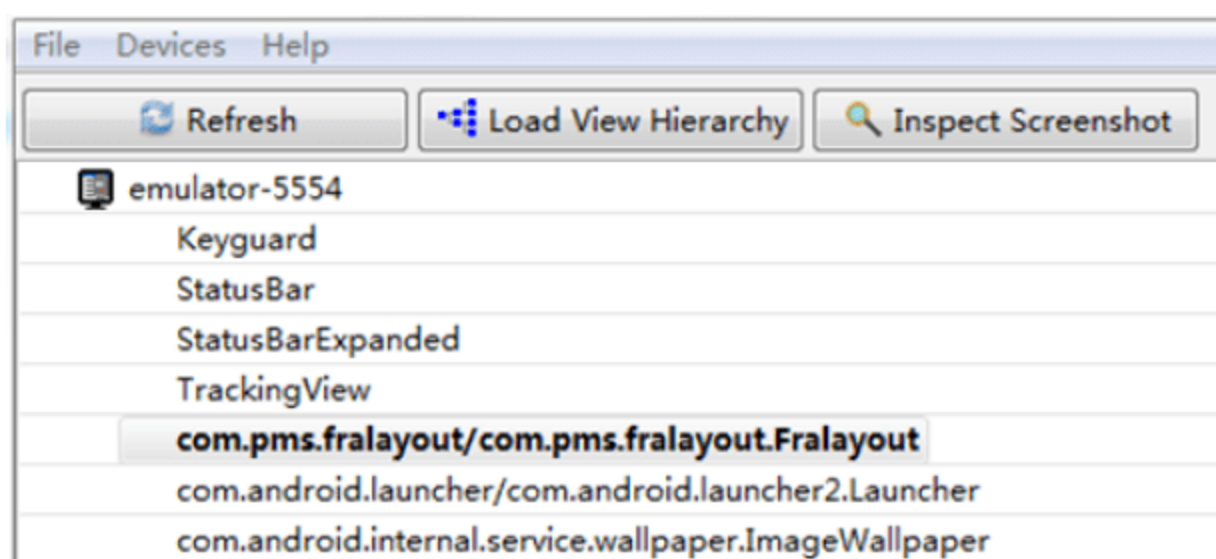 File Devices Help
Refresh Load View Hierarchy Inspect Screenshot
emulator-5554
Keyguard
StatusBar
StatusBarExpanded
TrackingView
com.pms.fralayout/com.pms.fralayout.Fralayout
com.android.launcher/com.android.launcher2.Launcher
com.android.internal.service.wallpaper.ImageWallpaper